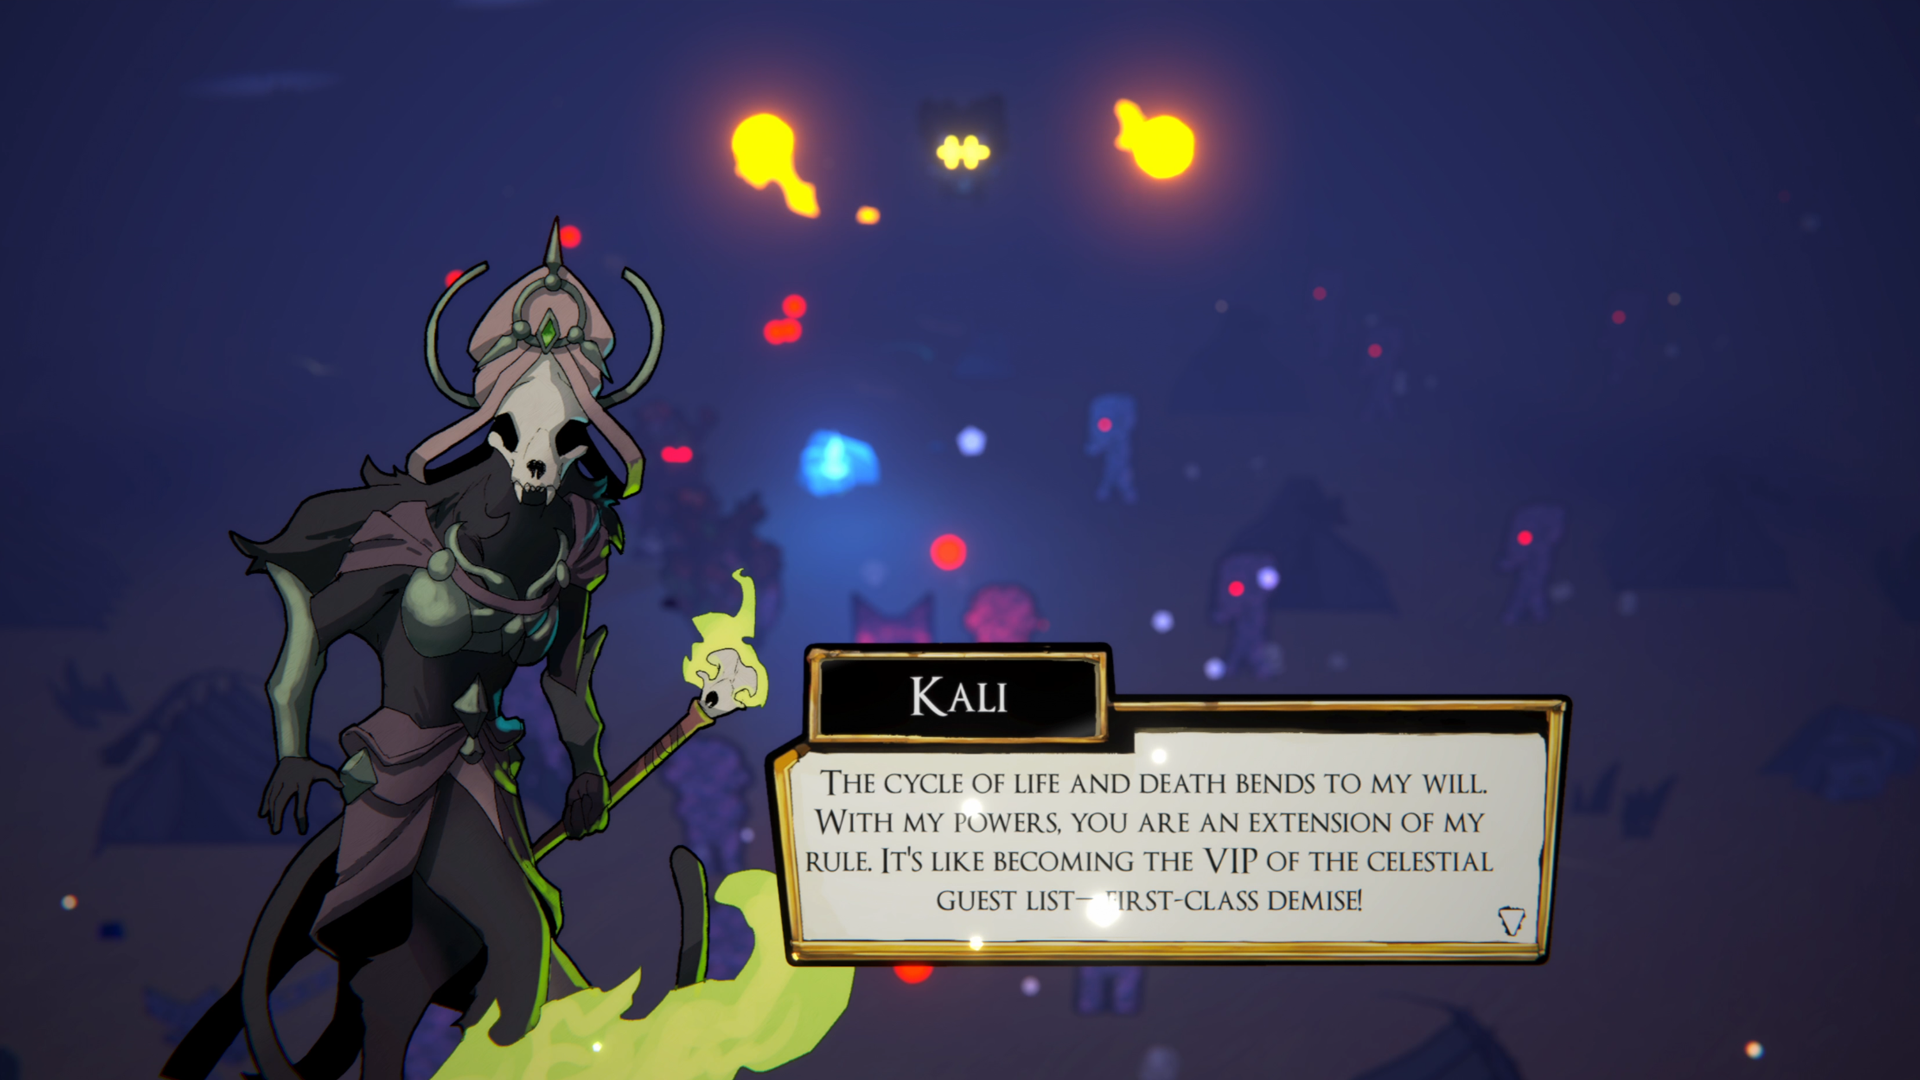 Kali
The cycle of life and death bends to my will.
With my powers, you are an extension of my
rule. It's like becoming the VIP of the celestial
guest list—first-class demise!